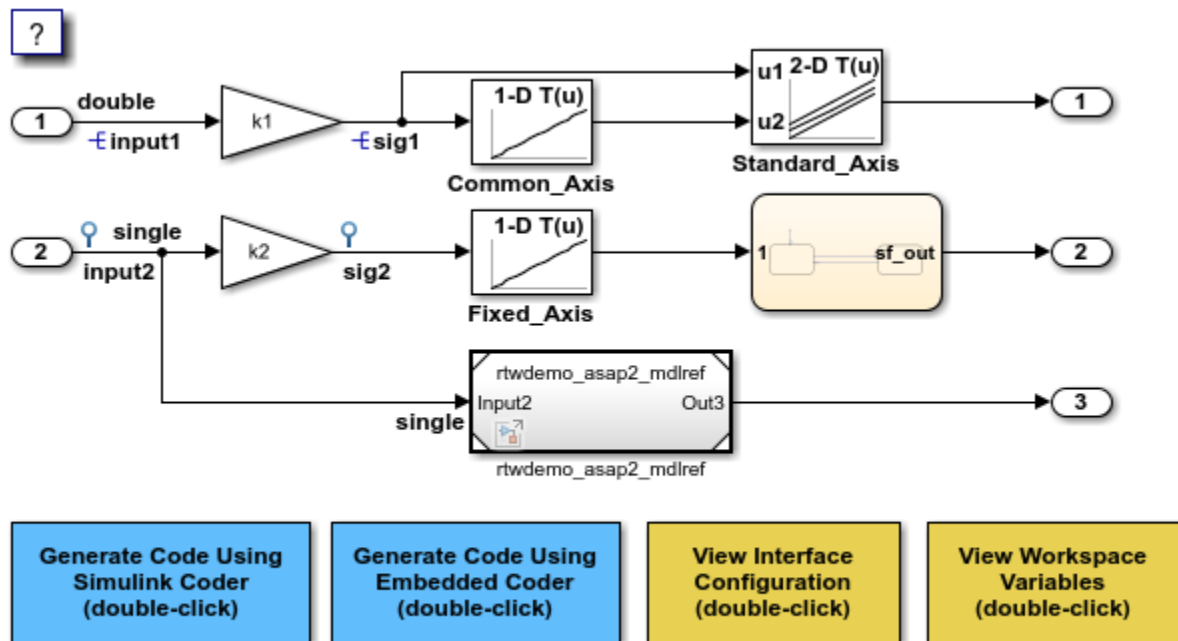 ?
1
double
input1
k1
sig1
1-D T(u)
Common_Axis
u1
2-D T(u)
u2
Standard_Axis
1
2
single
input2
k2
sig2
1-D T(u)
Fixed_Axis
1
sf_out
2
rtwdemo_asap2_mdlref
single
Input2
Out3
rtwdemo_asap2_mdlref
3
Generate Code Using
Simulink Coder
(double-click)
Generate Code Using
Embedded Coder
(double-click)
View Interface
Configuration
(double-click)
View Workspace
Variables
(double-click)